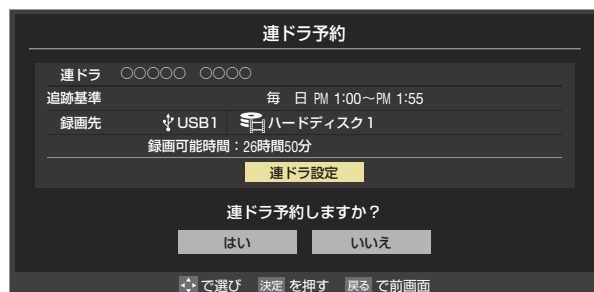 連ドラ予約
連ドラ ○○○○○ ○○○○
追跡基準 毎 日 PM 1:00～PM 1:55
録画先 USB1 ハードディスク1
録画可能時間：26時間50分
連ドラ設定
連ドラ予約しますか？
はい いいえ
で選び 決定 を押す 戻る で前画面